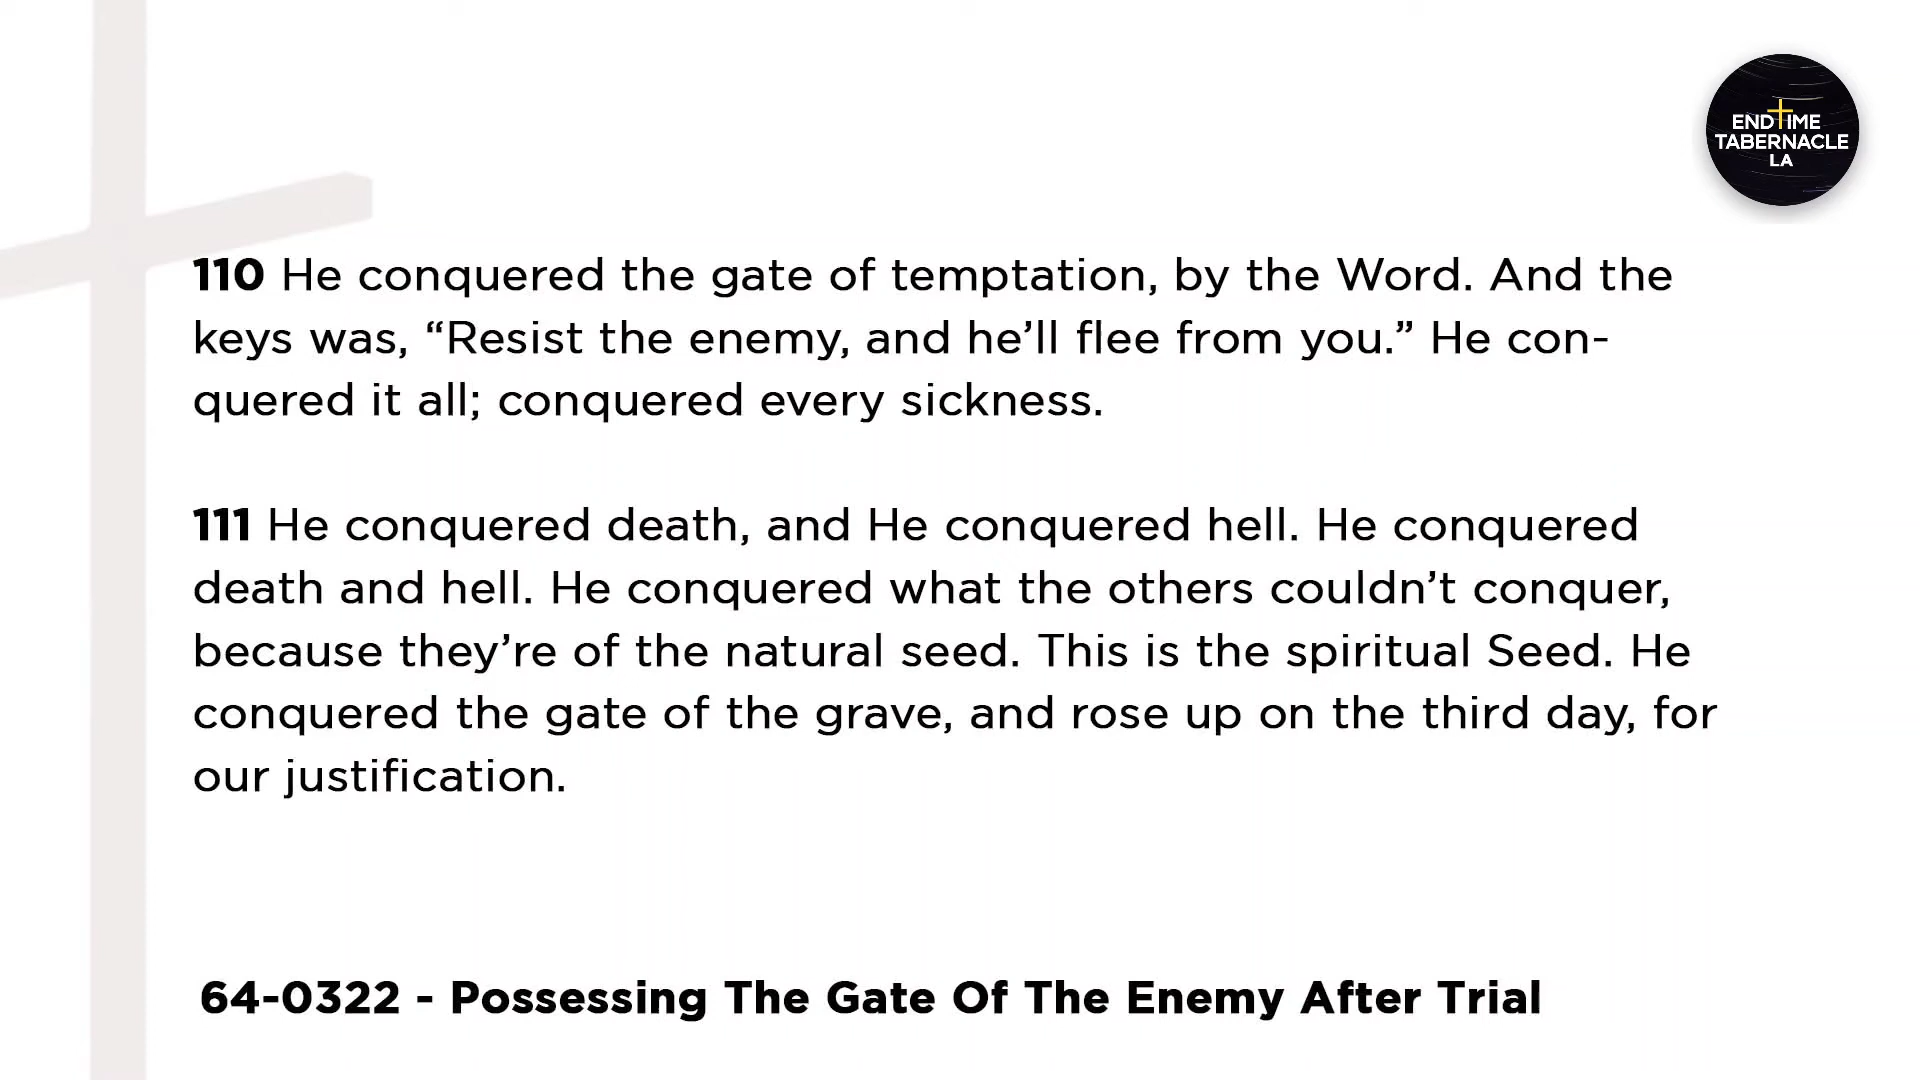 END TIME
TABERNACLE
LA
110 He conquered the gate of temptation, by the Word. And the
keys was, “Resist the enemy, and he’ll flee from you.” He con-
quered it all; conquered every sickness.
111 He conquered death, and He conquered hell. He conquered
death and hell. He conquered what the others couldn’t conquer,
because they’re of the natural seed. This is the spiritual Seed. He
conquered the gate of the grave, and rose up on the third day, for
our justification.
64-0322 - Possessing The Gate Of The Enemy After Trial